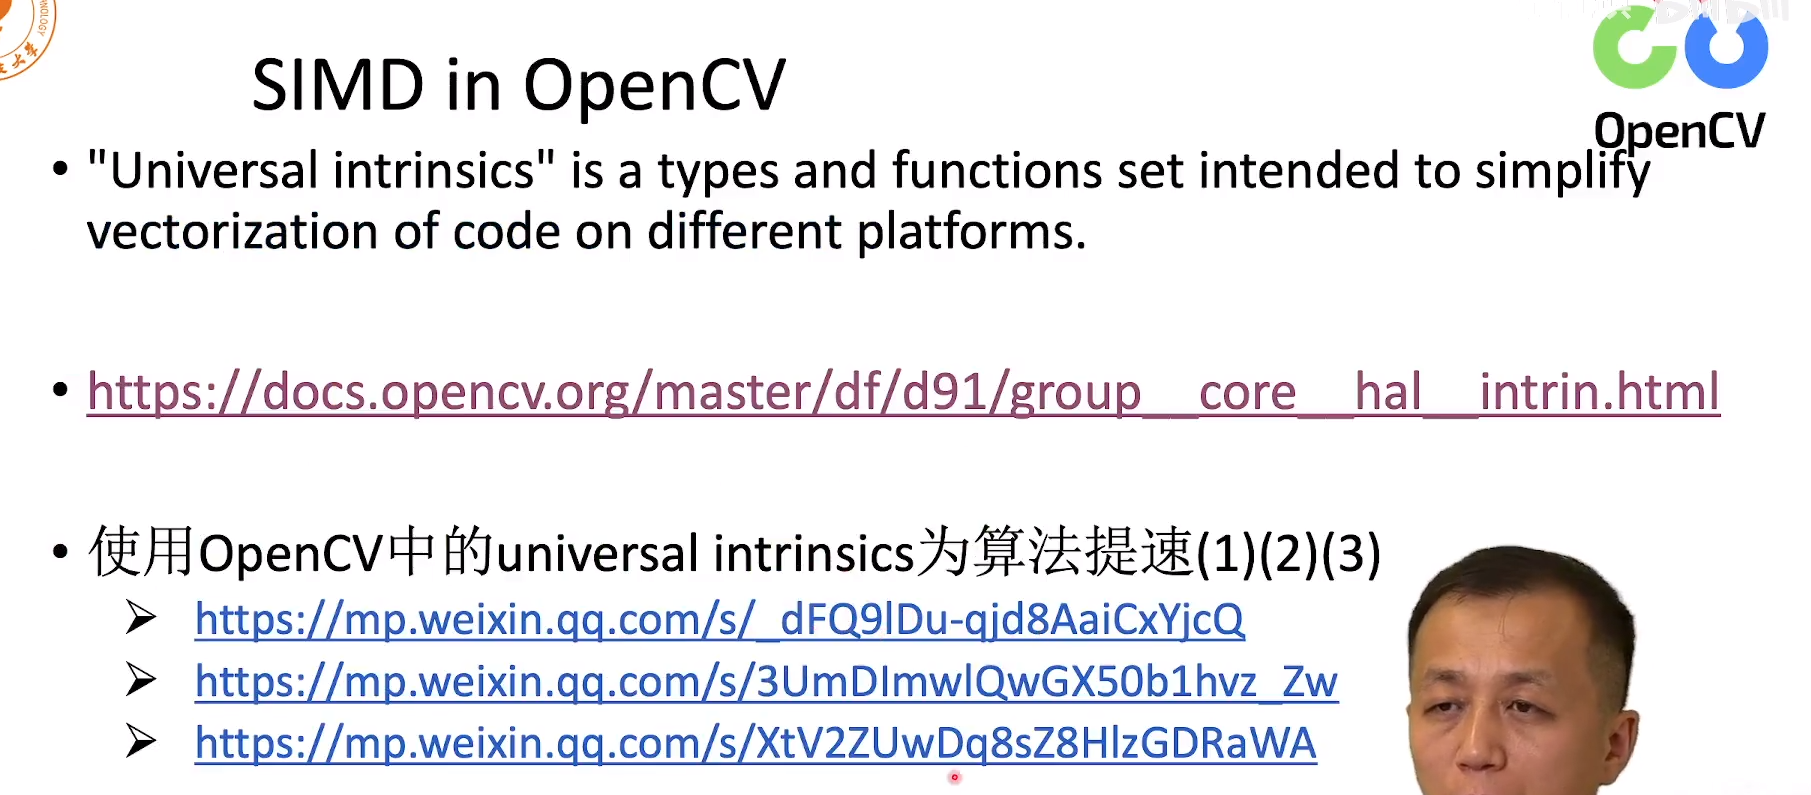 SIMD in OpenCV
OpenCV
• "Universal intrinsics" is a types and functions set intended to simplify
vectorization of code on different platforms.
• https://docs.opencv.org/master/df/d91/group__core__hal__intrin.html
• 使用OpenCV中的universal intrinsics为算法提速(1)(2)(3)
➢ https://mp.weixin.qq.com/s/_dFQ9lDu-qjd8AaiCxYjcQ
➢ https://mp.weixin.qq.com/s/3UmDImwlQwGX50b1hvz_Zw
➢ https://mp.weixin.qq.com/s/XtV2ZUwDq8sZ8HlzGDRaWA